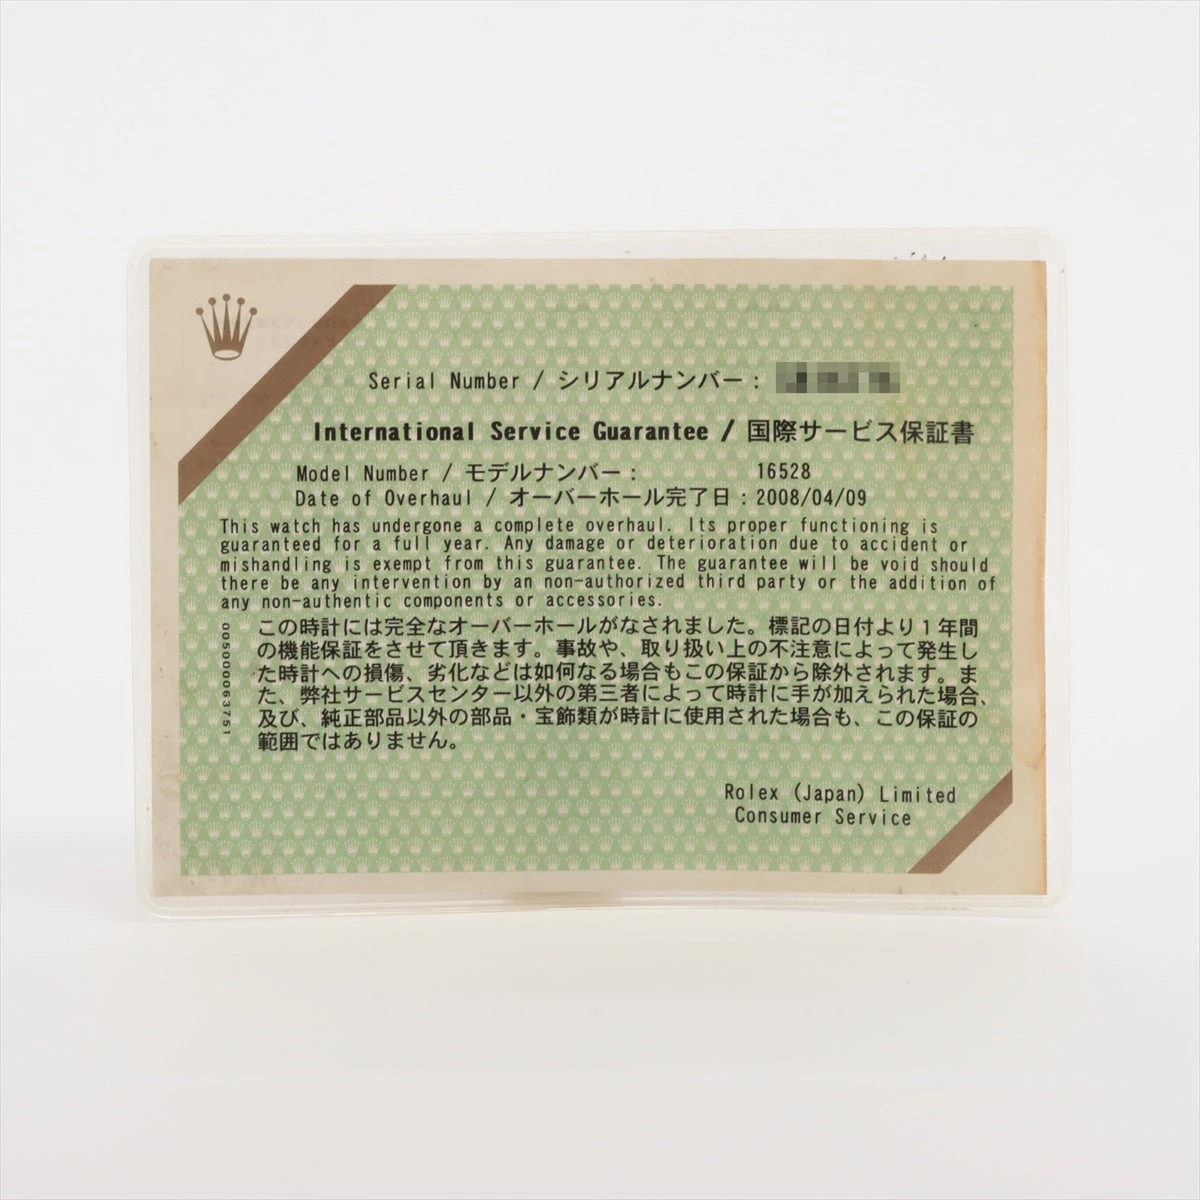 Serial Number / シリアルナンバー :
International Service Guarantee / 国際サービス保証書
Model Number / モデルナンバー : 16528
Date of Overhaul / オーバーホール完了日 : 2008/04/09
This watch has undergone a complete overhaul. Its proper functioning is
guaranteed for a full year. Any damage or deterioration due to accident or
mishandling is exempt from this guarantee. The guarantee will be void should
there be any intervention by an non-authorized third party or the addition of
any non-authentic components or accessories.
この時計には完全なオーバーホールがなされました。標記の日付より1年間
の機能保証をさせて頂きます。事故や、取り扱い上の不注意によって発生し
た時計への損傷、劣化などは如何なる場合もこの保証から除外されます。ま
た、弊社サービスセンター以外の第三者によって時計に手が加えられた場合、
及び、純正部品以外の部品・宝飾類が時計に使用された場合も、この保証の
範囲ではありません。
005000063751
Rolex (Japan) Limited
Consumer Service